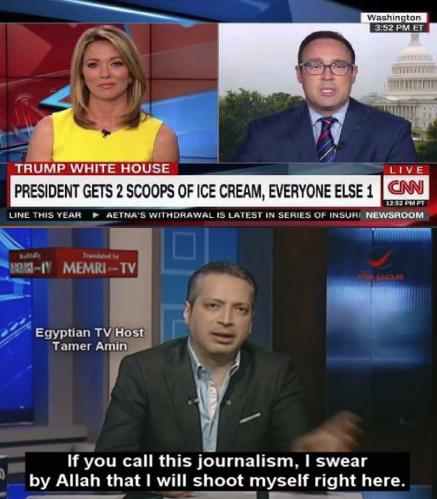 Washington
3:52 PM ET
TRUMP WHITE HOUSE
LIVE
PRESIDENT GETS 2 SCOOPS OF ICE CREAM, EVERYONE ELSE 1
CNN
12:52 PM PT
LINE THIS YEAR ▶ AETNA'S WITHDRAWAL IS LATEST IN SERIES OF INSURI
NEWSROOM
Translated by
MEMRI TV
Egyptian TV Host
Tamer Amin
If you call this journalism, I swear
by Allah that I will shoot myself right here.